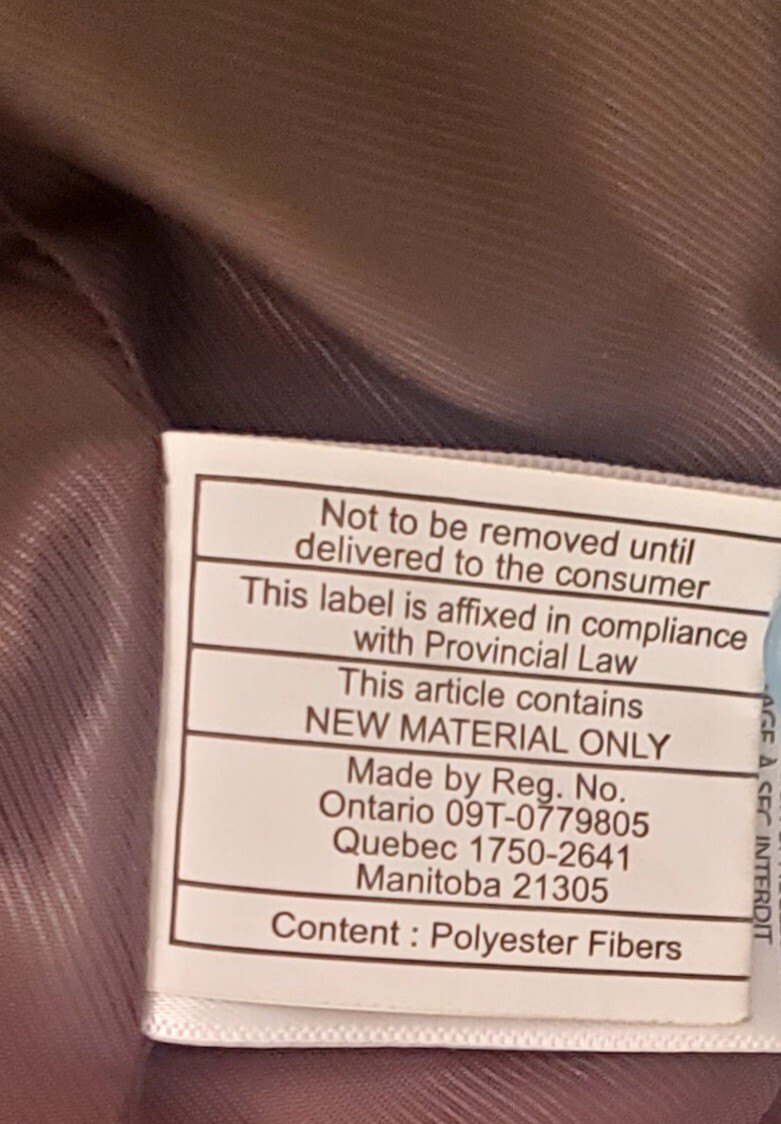 Not to be removed until
delivered to the consumer
This label is affixed in compliance
with Provincial Law
This article contains
NEW MATERIAL ONLY
Made by Reg. No.
Ontario 09T-0779805
Quebec 1750-2641
Manitoba 21305
Content : Polyester Fibers
À SEC INTERDIT